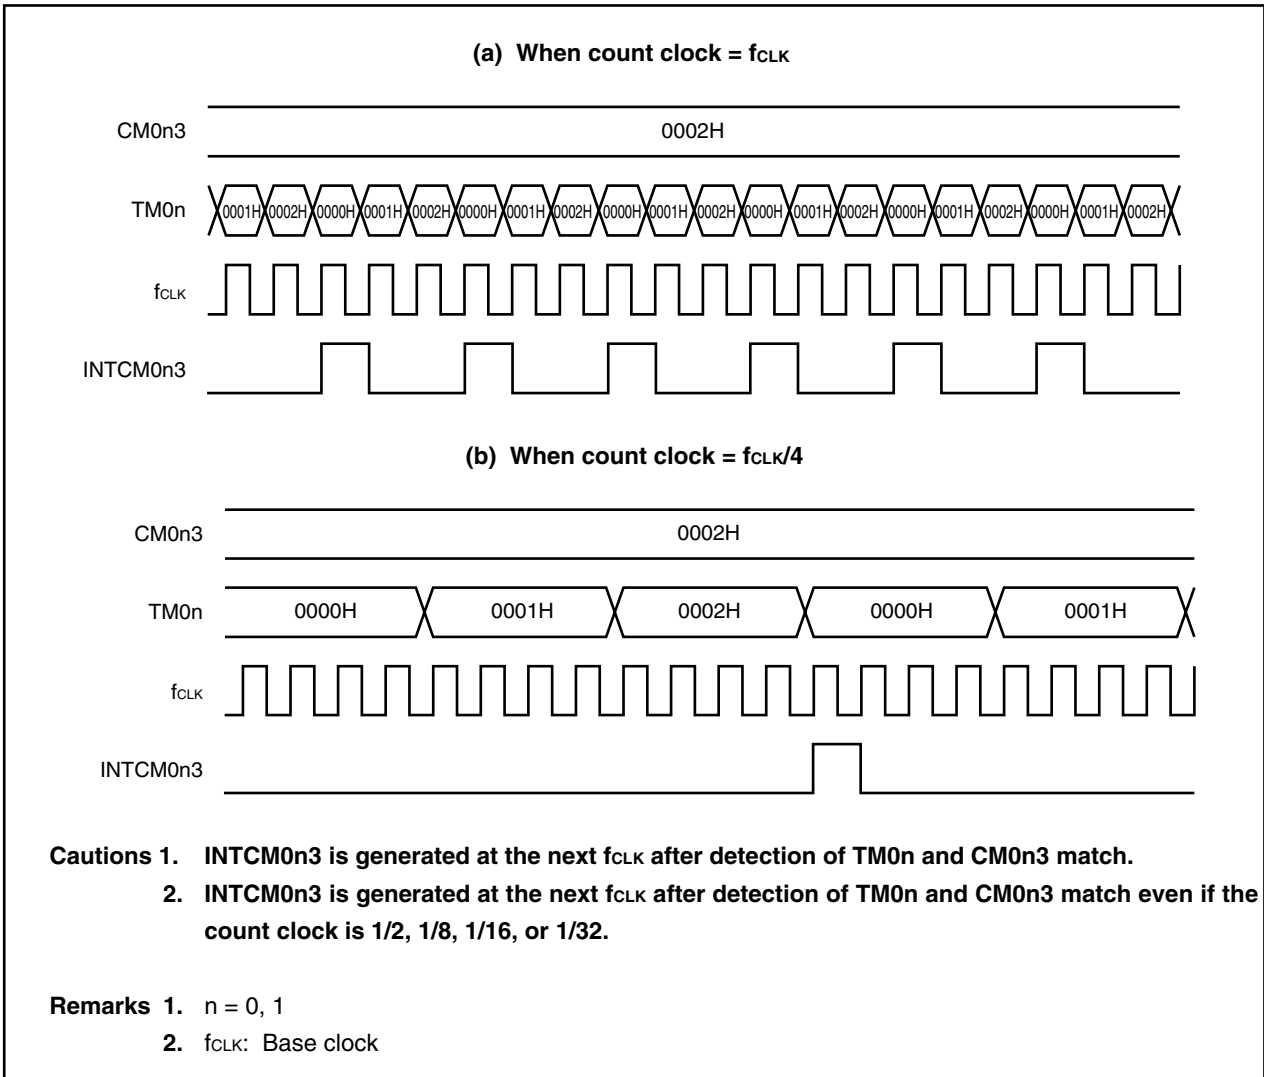 (a) When count clock = fCLK
CM0n3
0002H
TM0n
0001H 0002H 0000H 0001H 0002H 0000H 0001H 0002H 0000H 0001H 0002H 0000H 0001H 0002H 0000H 0001H 0002H 0000H 0001H 0002H
fCLK
INTCM0n3
(b) When count clock = fCLK/4
CM0n3
0002H
TM0n
0000H 0001H 0002H 0000H 0001H
fCLK
INTCM0n3
Cautions 1. INTCM0n3 is generated at the next fCLK after detection of TM0n and CM0n3 match.
2. INTCM0n3 is generated at the next fCLK after detection of TM0n and CM0n3 match even if the
count clock is 1/2, 1/8, 1/16, or 1/32.
Remarks 1. n = 0, 1
2. fCLK: Base clock